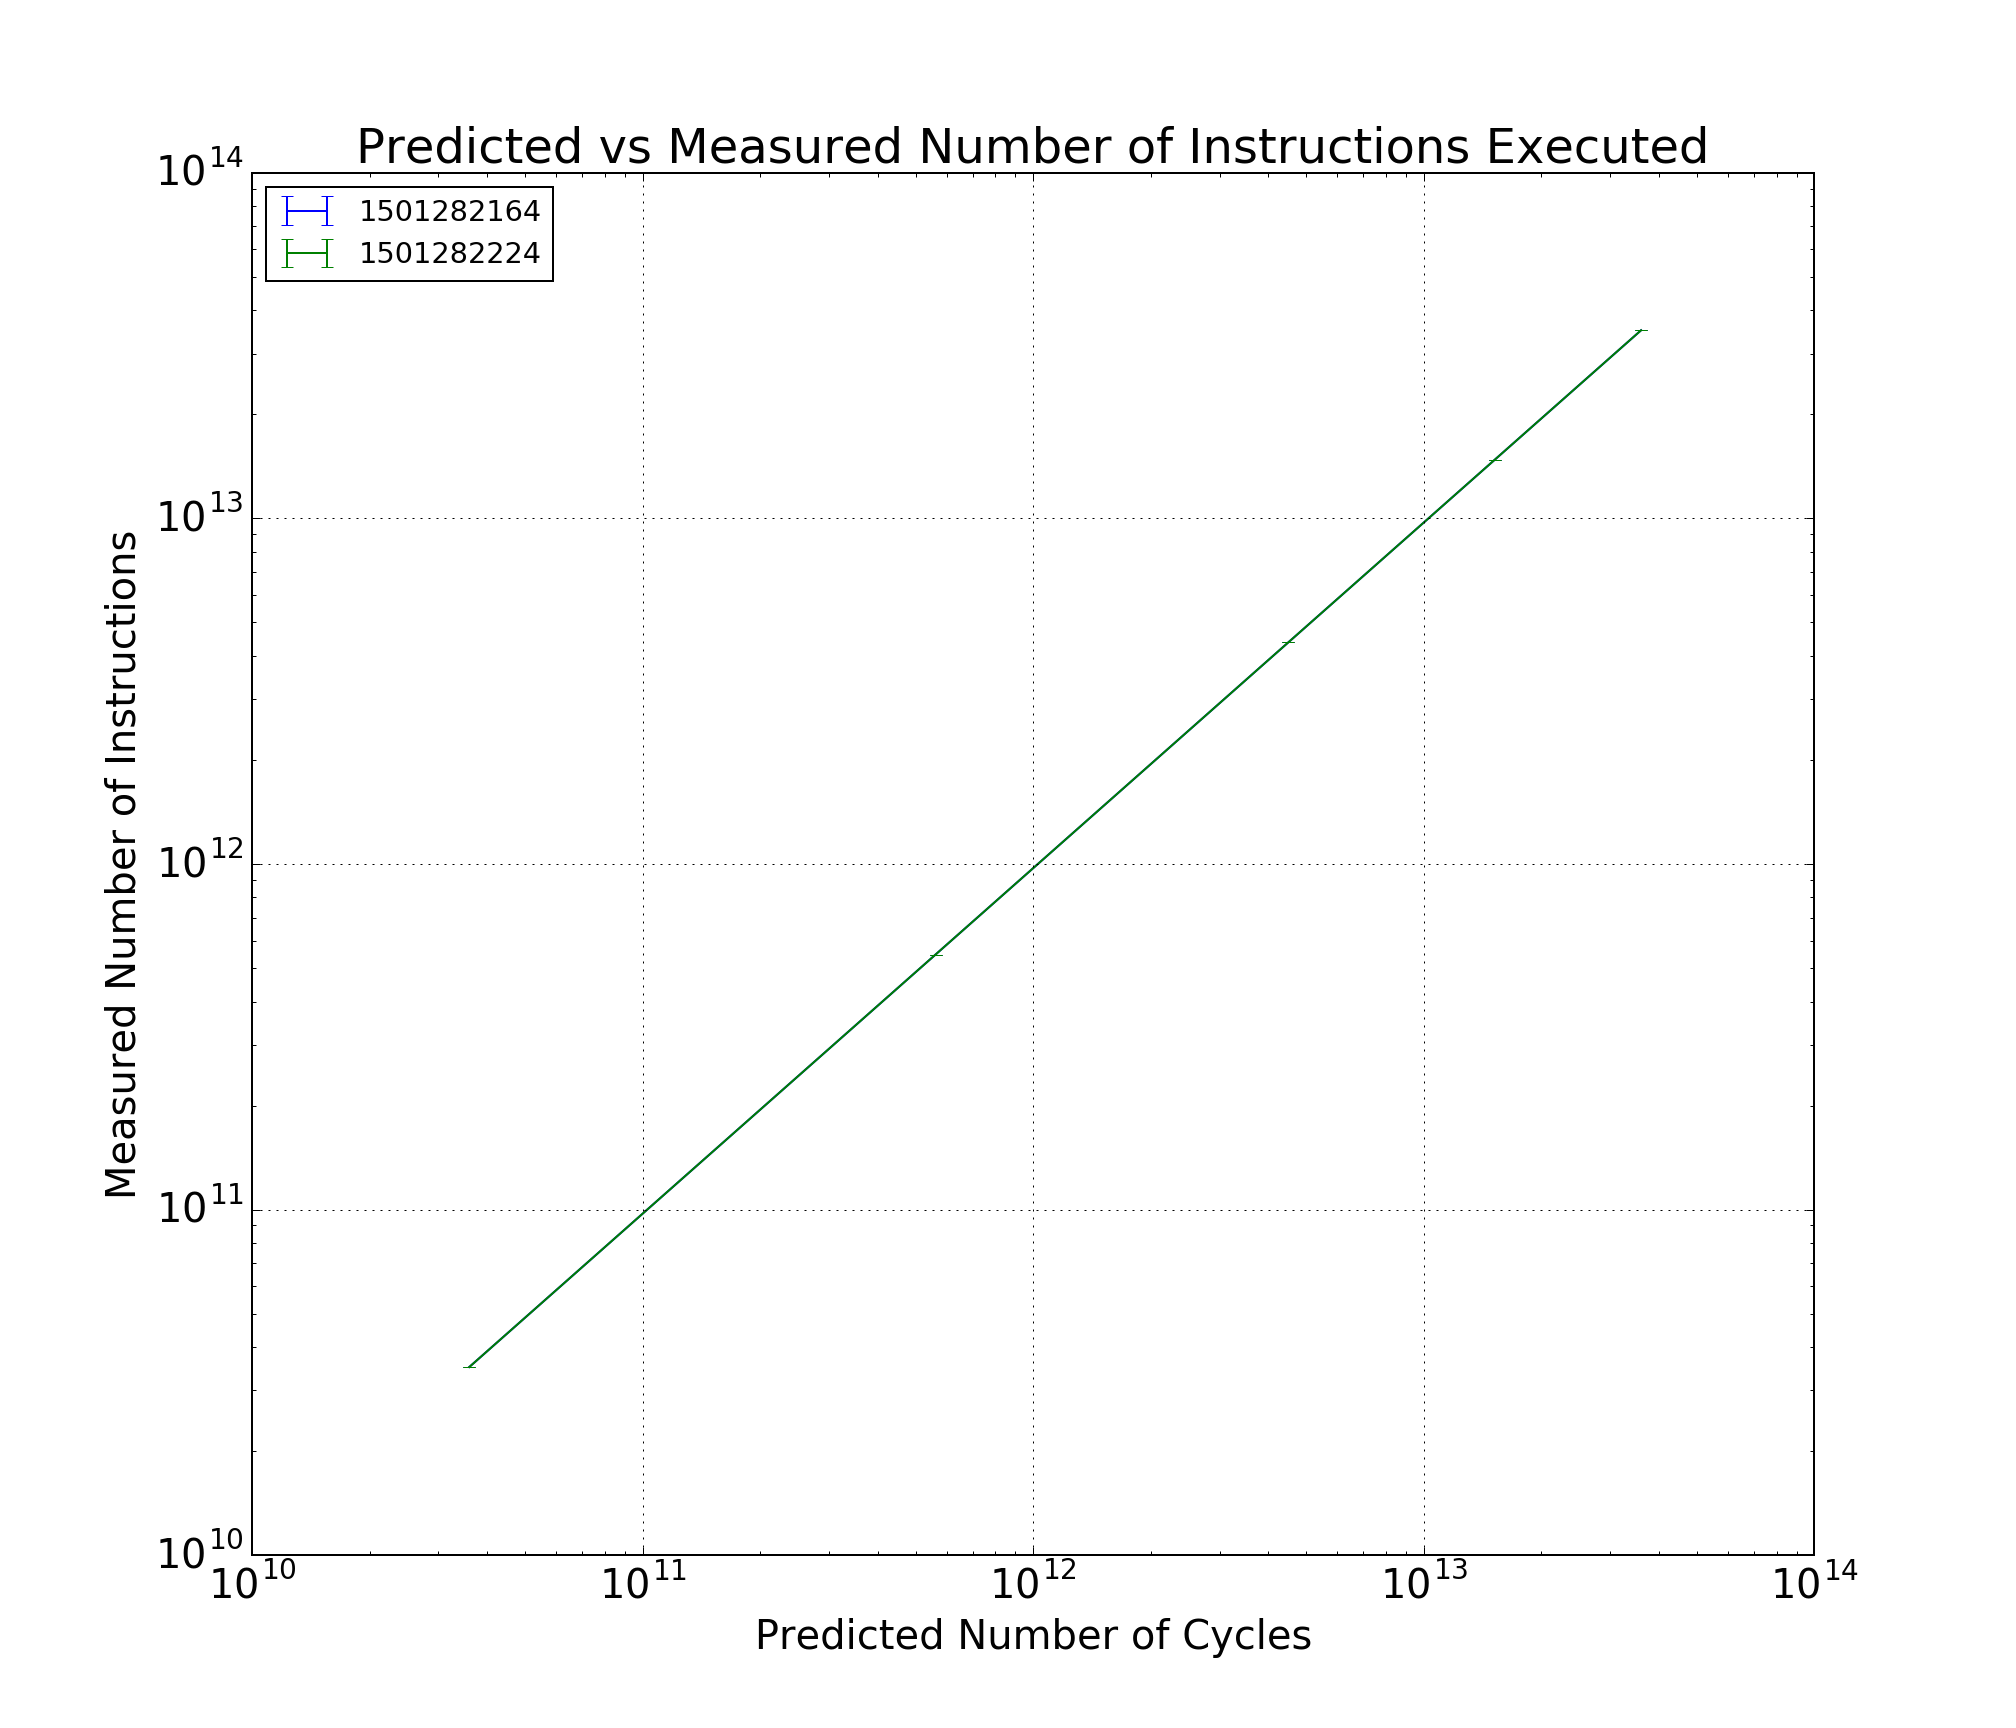 Predicted vs Measured Number of Instructions Executed
10^14
1501282164
1501282224
10^13
10^12
10^11
10^10
Measured Number of Instructions
10^10 10^11 10^12 10^13 10^14
Predicted Number of Cycles